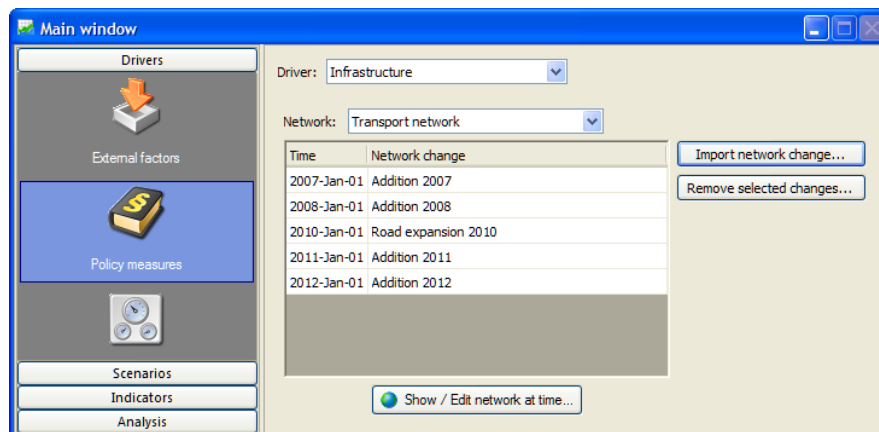 Main window
Drivers
External factors
§
Policy measures
Scenarios
Indicators
Analysis
Driver: Infrastructure
Network: Transport network
Time Network change
2007-Jan-01 Addition 2007
2008-Jan-01 Addition 2008
2010-Jan-01 Road expansion 2010
2011-Jan-01 Addition 2011
2012-Jan-01 Addition 2012
Import network change...
Remove selected changes...
Show / Edit network at time...